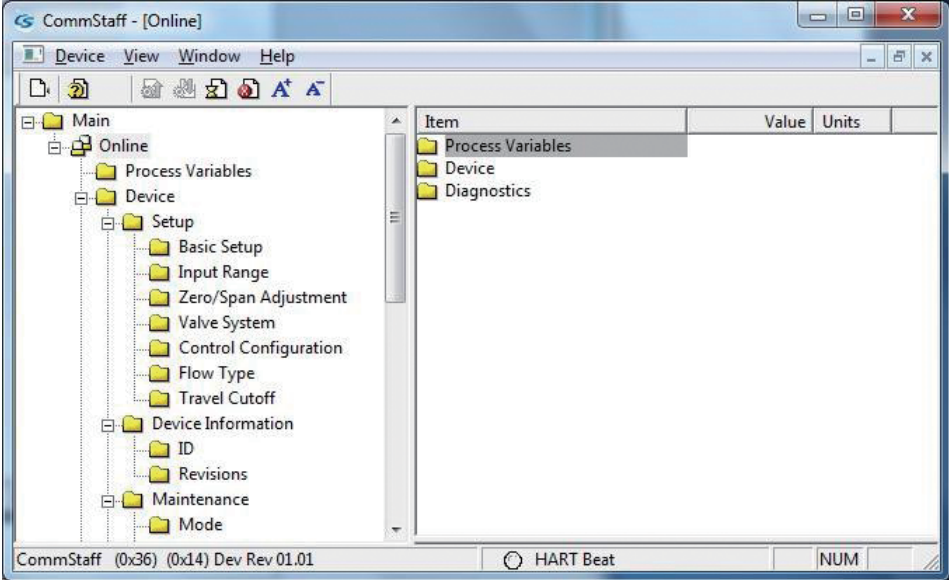 CommStaff - [Online]
Device View Window Help
A+ A-
Main
Online
Process Variables
Device
Setup
Basic Setup
Input Range
Zero/Span Adjustment
Valve System
Control Configuration
Flow Type
Travel Cutoff
Device Information
ID
Revisions
Maintenance
Mode
Item Value Units
Process Variables
Device
Diagnostics
CommStaff (0x36) (0x14) Dev Rev 01.01 HART Beat NUM